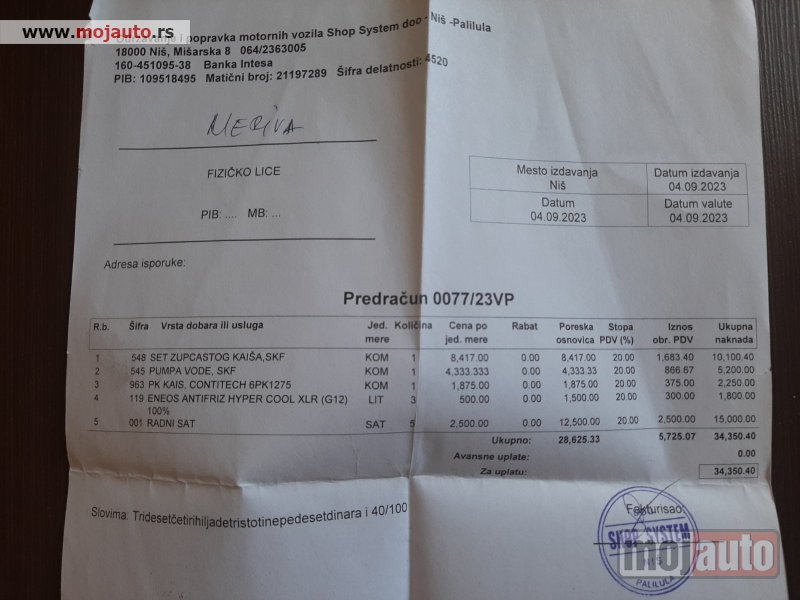 www.mojauto.rs
Održavanje i popravka motornih vozila Shop System doo - Niš -Palilula
18000 Niš, Mišarska 8 064/2363005
160-451095-38 Banka Intesa
PIB: 109518495 Matični broj: 21197289 Šifra delatnosti: 4520
MERIVA
FIZIČKO LICE
PIB: .... MB: ...
Mesto izdavanja Datum izdavanja
Niš 04.09.2023
Datum Datum valute
04.09.2023 04.09.2023
Adresa isporuke:
Predračun 0077/23VP
R.b. Šifra Vrsta dobara ili usluga Jed. mere Količina Cena po jed. mere Rabat Poreska osnovica Stopa PDV (%) Iznos obr. PDV Ukupna naknada
1 548 SET ZUPCASTOG KAIŠA,SKF KOM 1 8,417.00 0.00 8,417.00 20.00 1,683.40 10,100.40
2 545 PUMPA VODE, SKF KOM 1 4,333.333 0.00 4,333.33 20.00 866.67 5,200.00
3 963 PK KAIS, CONTITECH 6PK1275 KOM 1 1,875.00 0.00 1,875.00 20.00 375.00 2,250.00
4 119 ENEOS ANTIFRIZ HYPER COOL XLR (G12) LIT 3 500.00 0.00 1,500.00 20.00 300.00 1,800.00
100%
5 001 RADNI SAT SAT 5 2,500.00 0.00 12,500.00 20.00 2,500.00 15,000.00
Ukupno: 28,625.33 5,725.07 34,350.40
Avansne uplate: 0.00
Za uplatu: 34,350.40
Slovima: Tridesetčetirihiljadetristotinepedesetdinara i 40/100
Fakturisao:
SHOP SYSTEM
NIŠ
PALILULA
mojauto